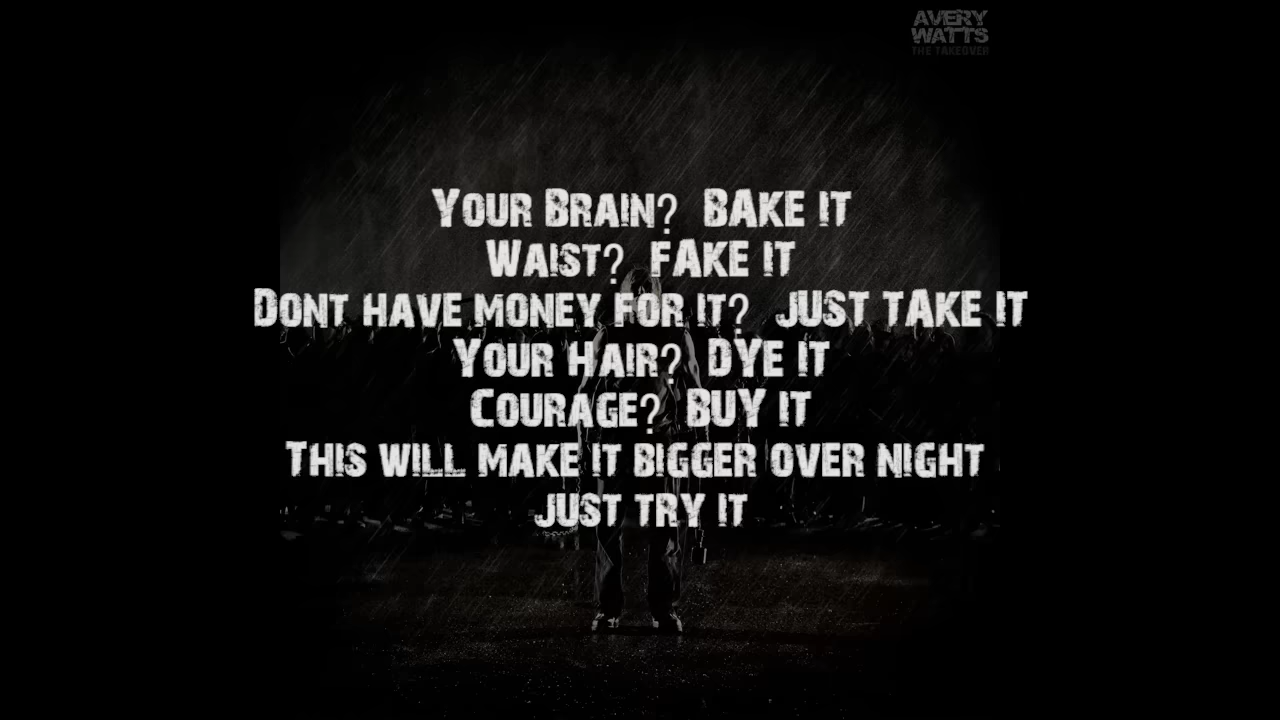 AVERY
WATTS
THE TAKEOVER
YOUR BRAIN? BAKE IT
WAIST? FAKE IT
DONT HAVE MONEY FOR IT? JUST TAKE IT
YOUR HAIR? DYE IT
COURAGE? BUY IT
THIS WILL MAKE IT BIGGER OVER NIGHT
JUST TRY IT